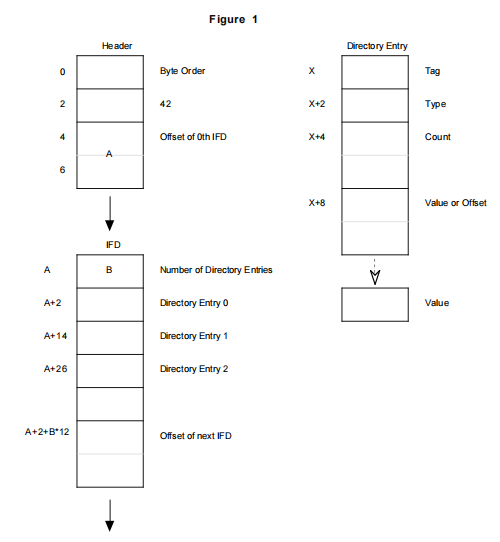 Figure 1
Header
0 Byte Order
2 42
4 Offset of 0th IFD
A
6
IFD
A B Number of Directory Entries
A+2 Directory Entry 0
A+14 Directory Entry 1
A+26 Directory Entry 2
A+2+B*12 Offset of next IFD
Directory Entry
X Tag
X+2 Type
X+4 Count
X+8 Value or Offset
Value